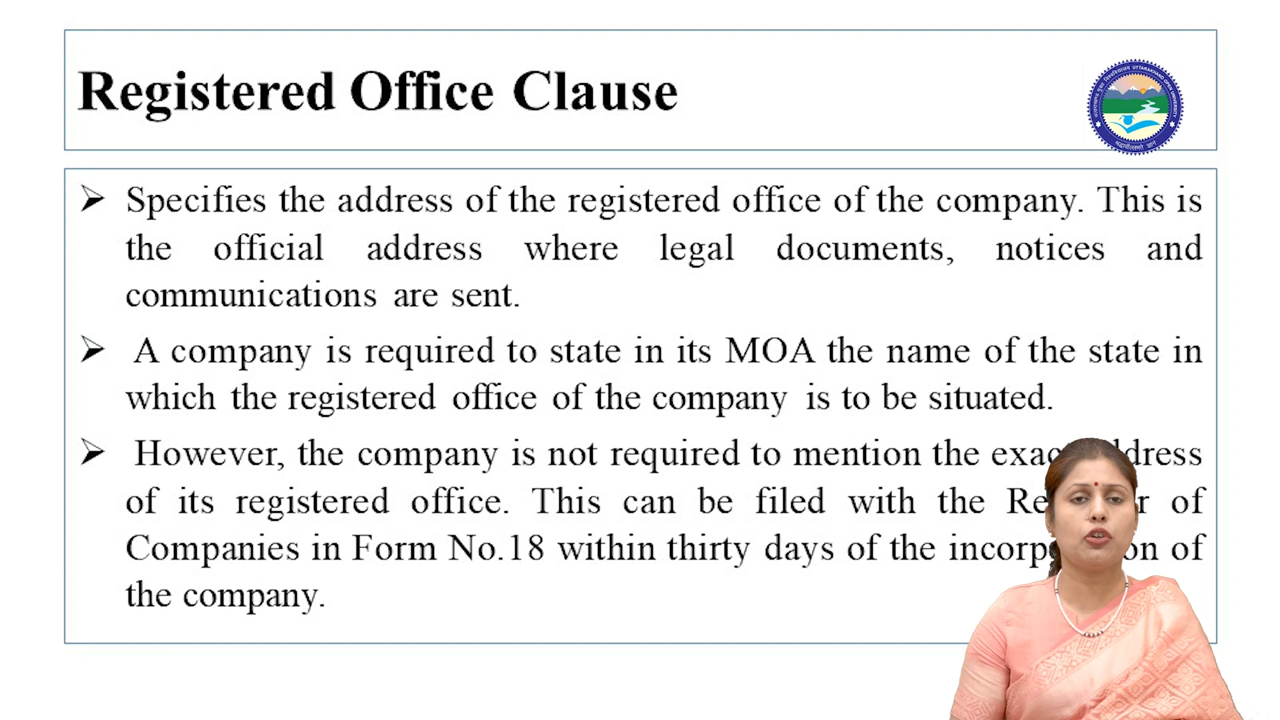 Registered Office Clause
Specifies the address of the registered office of the company. This is
the official address where legal documents, notices and
communications are sent.
A company is required to state in its MOA the name of the state in
which the registered office of the company is to be situated.
However, the company is not required to mention the exact address
of its registered office. This can be filed with the Registrar of
Companies in Form No.18 within thirty days of the incorporation of
the company.